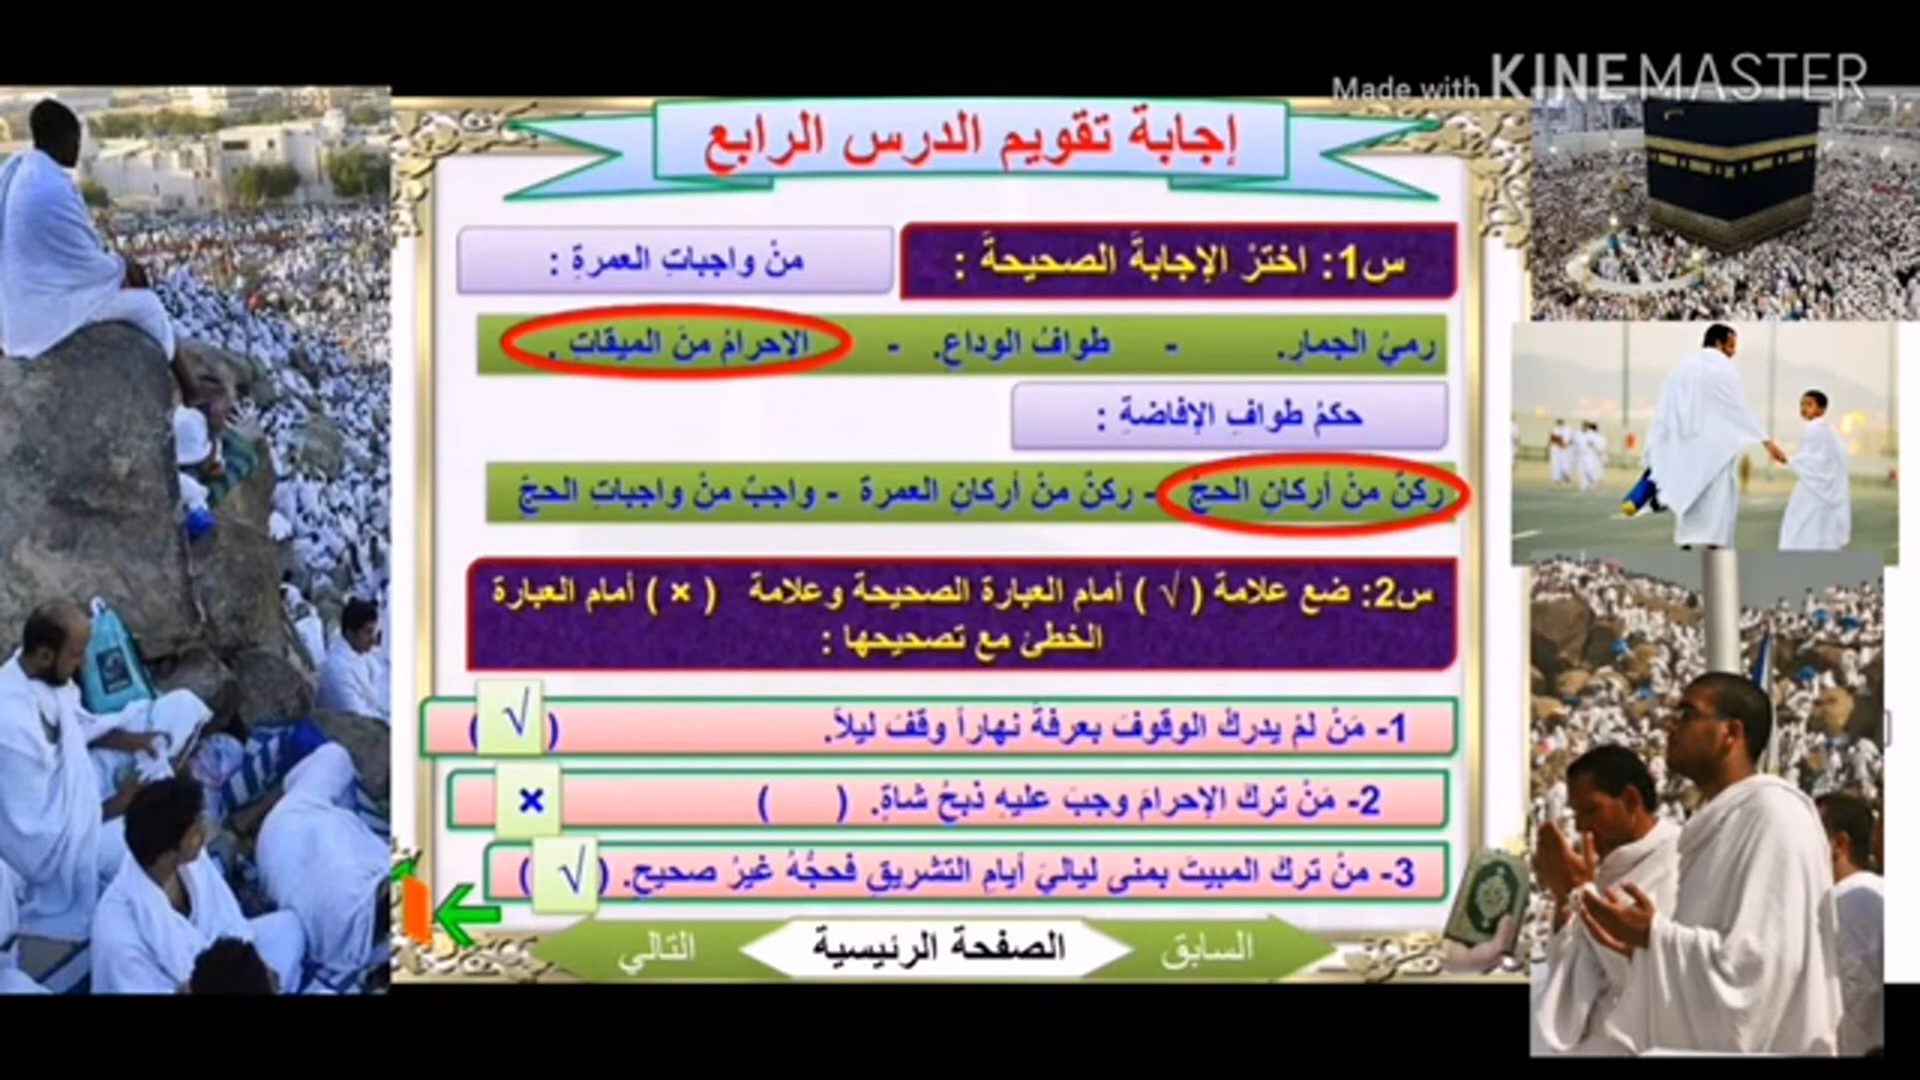 Made with KINEMASTER
إجابة تقويم الدرس الرابع
س1: اخترْ الإجابةَ الصحيحةَ :
منْ واجباتِ العمرةِ :
رميُ الجمار. - طوافُ الوداع. - الاحرامُ منَ الميقاتِ .
حكمُ طوافِ الإفاضةِ :
ركنٌ منْ أركانِ الحجِ - ركنٌ منْ أركانِ العمرة - واجبٌ منْ واجباتِ الحجِ
س2: ضع علامة ( √ ) أمام العبارة الصحيحة وعلامة ( × ) أمام العبارة
الخطئ مع تصحيحها :
1- مَنْ لمْ يدركْ الوقوفَ بعرفةَ نهاراً وقفَ ليلاً. ( √ )
2- مَنْ تركَ الإحرامَ وجبَ عليهِ ذبحُ شاةٍ. ( ) ×
3- منْ تركَ المبيتَ بمنى لياليَ أيامِ التشريقِ فحجُّهُ غيرُ صحيحٍ. ( √ )
السابق
الصفحة الرئيسية
التالي